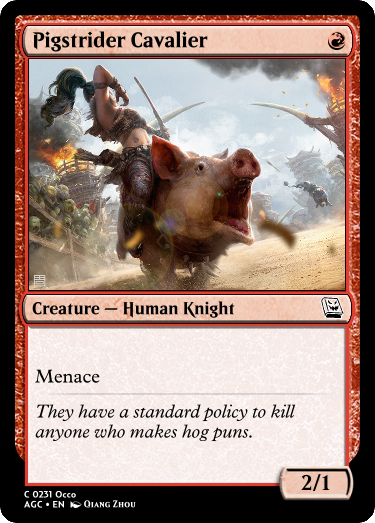 Pigstrider Cavalier
Creature — Human Knight
Menace
They have a standard policy to kill
anyone who makes hog puns.
2/1
C 0231 Occo
AGC • EN Qiang Zhou